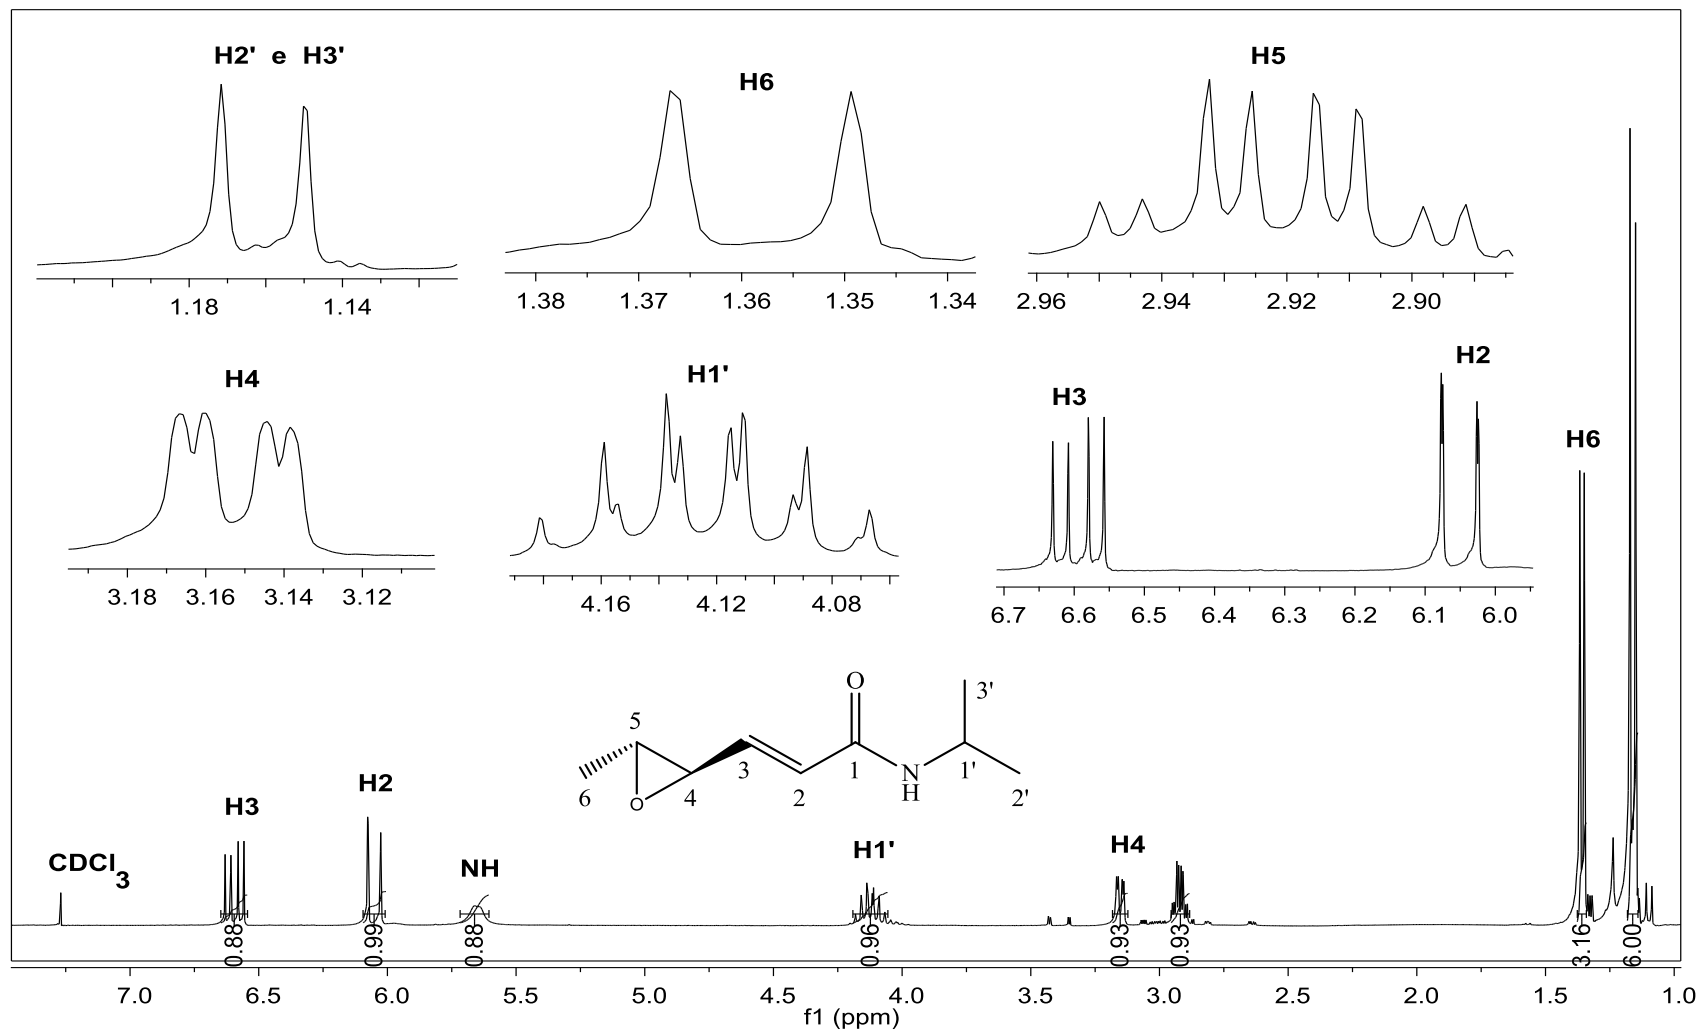 H2' e H3'
H6
H5
1.18 1.14
1.38 1.37 1.36 1.35 1.34
2.96 2.94 2.92 2.90
H4
H1'
H3
H2
3.18 3.16 3.14 3.12
4.16 4.12 4.08
6.7 6.6 6.5 6.4 6.3 6.2 6.1 6.0
H6
O
3'
5
6
O
4
3
2
1
N
H
1'
2'
CDCl3
H3
H2
NH
H1'
H4
0.88
0.99
0.88
0.96
0.93
0.93
3.16
6.00
7.0 6.5 6.0 5.5 5.0 4.5 4.0 3.5 3.0 2.5 2.0 1.5 1.0
f1 (ppm)